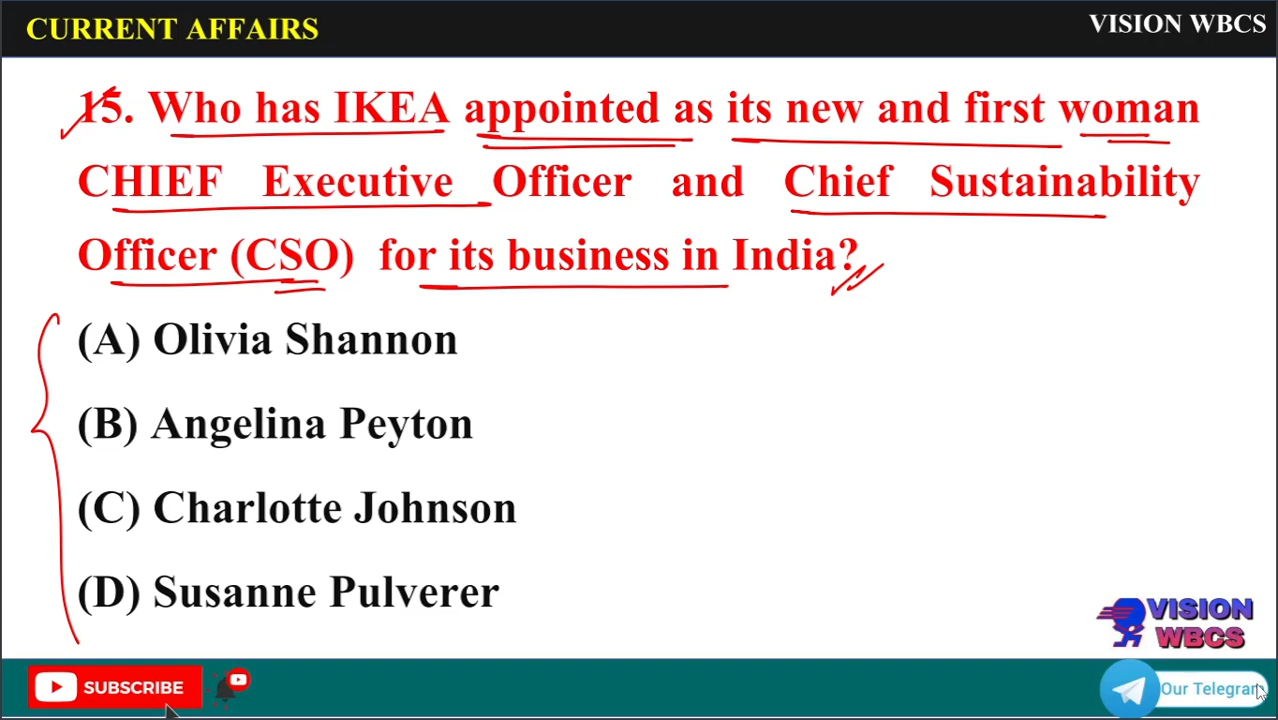 CURRENT AFFAIRS
VISION WBCS
15. Who has IKEA appointed as its new and first woman
CHIEF Executive Officer and Chief Sustainability
Officer (CSO) for its business in India?
(A) Olivia Shannon
(B) Angelina Peyton
(C) Charlotte Johnson
(D) Susanne Pulverer
VISION
WBCS
SUBSCRIBE
Our Telegram